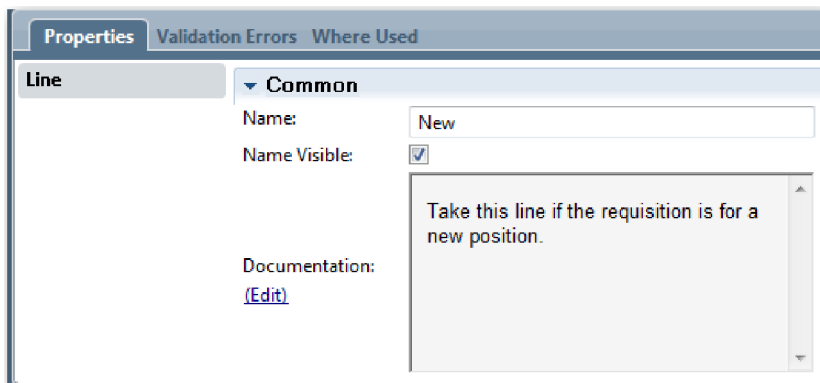 Properties Validation Errors Where Used
Line
Common
Name: New
Name Visible:
Take this line if the requisition is for a
new position.
Documentation:
(Edit)